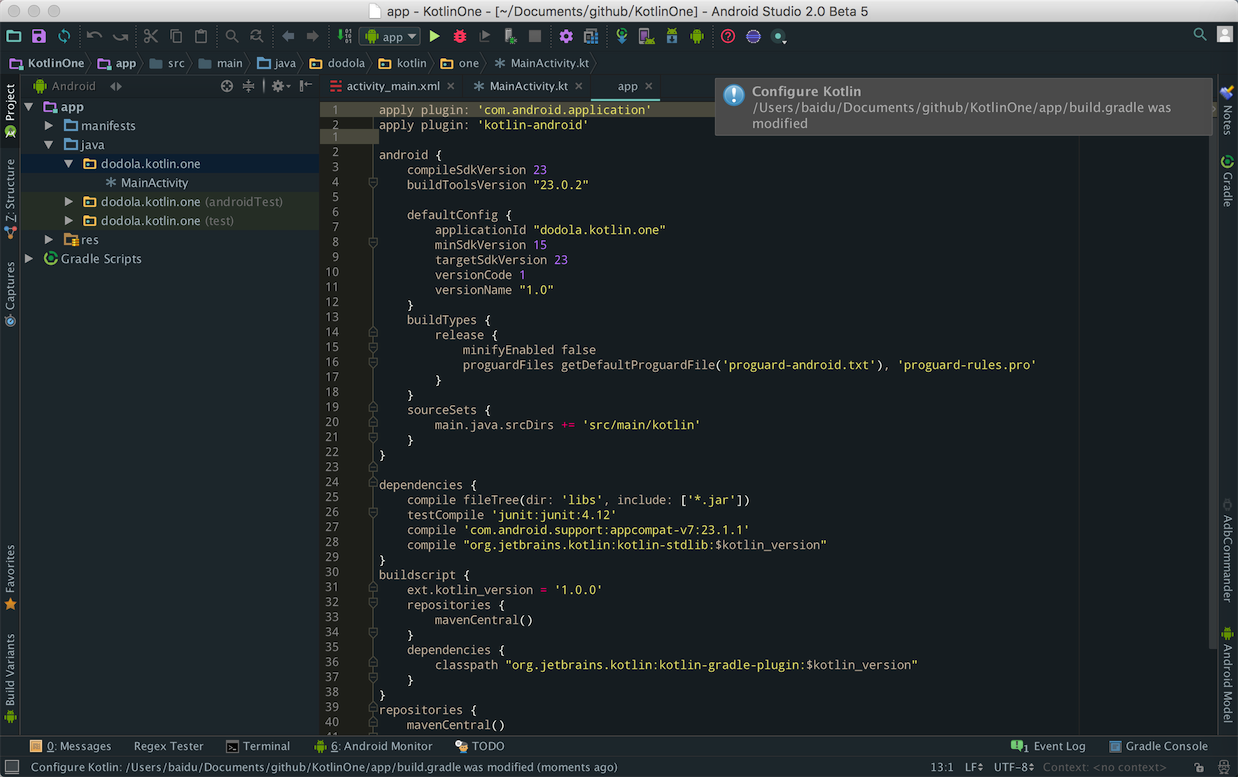 app - KotlinOne - [~/Documents/github/KotlinOne] - Android Studio 2.0 Beta 5
app
KotlinOne app src main java dodola kotlin one MainActivity.kt
Project
Z: Structure
Captures
Favorites
Build Variants
Android
app
manifests
java
dodola.kotlin.one
MainActivity
dodola.kotlin.one (androidTest)
dodola.kotlin.one (test)
res
Gradle Scripts
activity_main.xml MainActivity.kt app
Configure Kotlin
/Users/baidu/Documents/github/KotlinOne/app/build.gradle was
modified
1 apply plugin: 'com.android.application'
2 apply plugin: 'kotlin-android'
1
2 android {
3 compileSdkVersion 23
4 buildToolsVersion "23.0.2"
5
6 defaultConfig {
7 applicationId "dodola.kotlin.one"
8 minSdkVersion 15
9 targetSdkVersion 23
10 versionCode 1
11 versionName "1.0"
12 }
13 buildTypes {
14 release {
15 minifyEnabled false
16 proguardFiles getDefaultProguardFile('proguard-android.txt'), 'proguard-rules.pro'
17 }
18 }
19 sourceSets {
20 main.java.srcDirs += 'src/main/kotlin'
21 }
22 }
23
24 dependencies {
25 compile fileTree(dir: 'libs', include: ['*.jar'])
26 testCompile 'junit:junit:4.12'
27 compile 'com.android.support:appcompat-v7:23.1.1'
28 compile "org.jetbrains.kotlin:kotlin-stdlib:$kotlin_version"
29 }
30 buildscript {
31 ext.kotlin_version = '1.0.0'
32 repositories {
33 mavenCentral()
34 }
35 dependencies {
36 classpath "org.jetbrains.kotlin:kotlin-gradle-plugin:$kotlin_version"
37 }
38 }
39 repositories {
40 mavenCentral()
Notes
Gradle
AdbCommander
Android Model
0: Messages Regex Tester Terminal 6: Android Monitor TODO 1 Event Log Gradle Console
Configure Kotlin: /Users/baidu/Documents/github/KotlinOne/app/build.gradle was modified (moments ago) 13:1 LF UTF-8 Context: <no context>